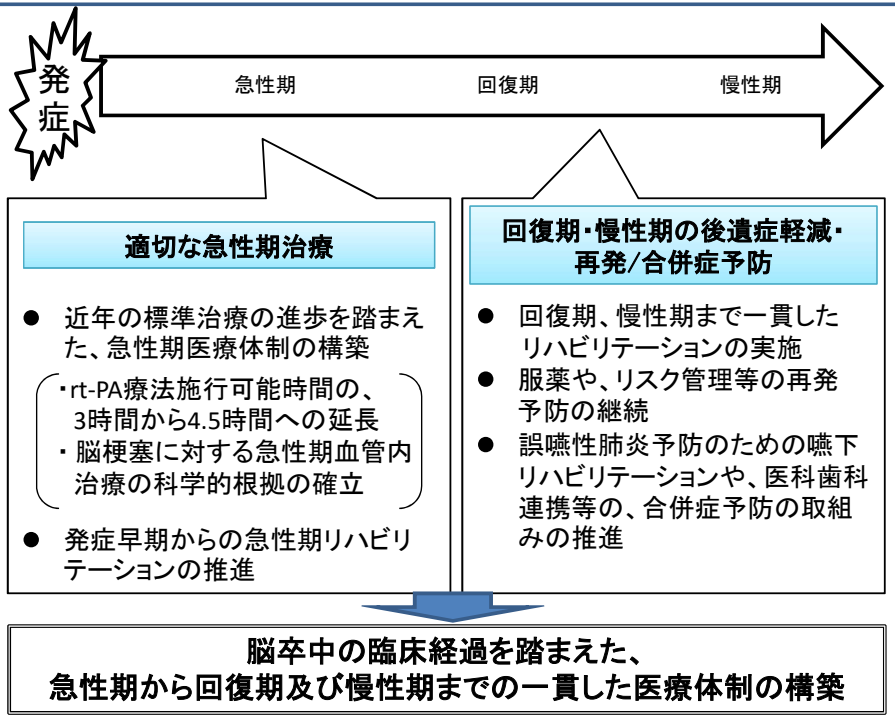 発
症
急性期
回復期
慢性期
適切な急性期治療
● 近年の標準治療の進歩を踏まえ
た、急性期医療体制の構築
・rt-PA療法施行可能時間の、
3時間から4.5時間への延長
・脳梗塞に対する急性期血管内
治療の科学的根拠の確立
● 発症早期からの急性期リハビリ
テーションの推進
回復期・慢性期の後遺症軽減・
再発/合併症予防
● 回復期、慢性期まで一貫した
リハビリテーションの実施
● 服薬や、リスク管理等の再発
予防の継続
● 誤嚥性肺炎予防のための嚥下
リハビリテーションや、医科歯科
連携等の、合併症予防の取組
みの推進
脳卒中の臨床経過を踏まえた、
急性期から回復期及び慢性期までの一貫した医療体制の構築